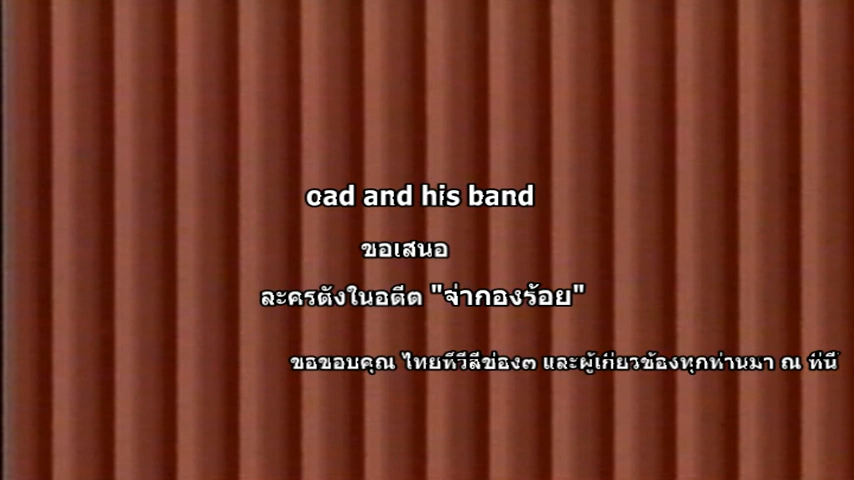 oad and his band
ขอเสนอ
ละครดังในอดีต "จ่ากองร้อย"
ขอขอบคุณ ไทยทีวีสีช่อง๓ และผู้เกี่ยวข้องทุกท่านมา ณ ที่นี้